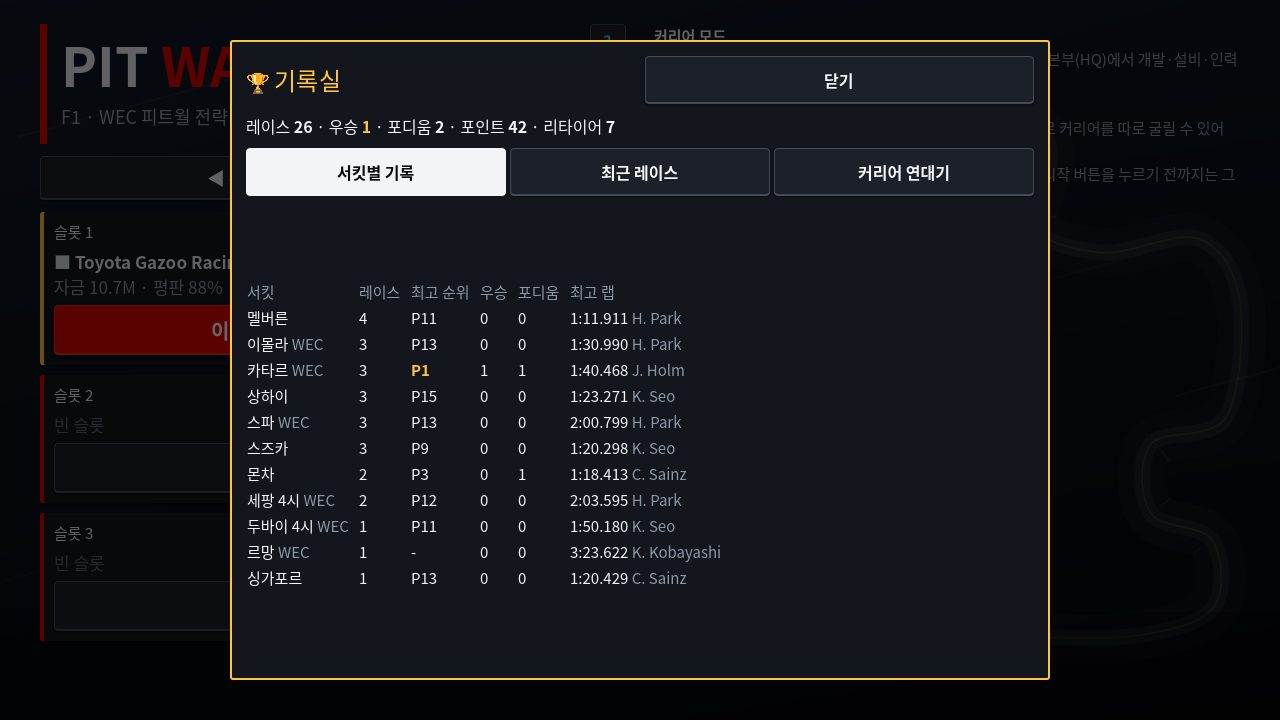 PIT WA
F1 · WEC 피트월 전략
◀
슬롯 1
■ Toyota Gazoo Racin
자금 10.7M · 평판 88%
이
슬롯 2
빈 슬롯
슬롯 3
빈 슬롯
2
커리어 모드
본부(HQ)에서 개발·설비·인력
로 커리어를 따로 굴릴 수 있어
시작 버튼을 누르기 전까지는 그
🏆 기록실
닫기
레이스 26 · 우승 1 · 포디움 2 · 포인트 42 · 리타이어 7
서킷별 기록
최근 레이스
커리어 연대기
서킷 레이스 최고 순위 우승 포디움 최고 랩
멜버른 4 P11 0 0 1:11.911 H. Park
이몰라 WEC 3 P13 0 0 1:30.990 H. Park
카타르 WEC 3 P1 1 1 1:40.468 J. Holm
상하이 3 P15 0 0 1:23.271 K. Seo
스파 WEC 3 P13 0 0 2:00.799 H. Park
스즈카 3 P9 0 0 1:20.298 K. Seo
몬차 2 P3 0 1 1:18.413 C. Sainz
세팡 4시 WEC 2 P12 0 0 2:03.595 H. Park
두바이 4시 WEC 1 P11 0 0 1:50.180 K. Seo
르망 WEC 1 - 0 0 3:23.622 K. Kobayashi
싱가포르 1 P13 0 0 1:20.429 C. Sainz